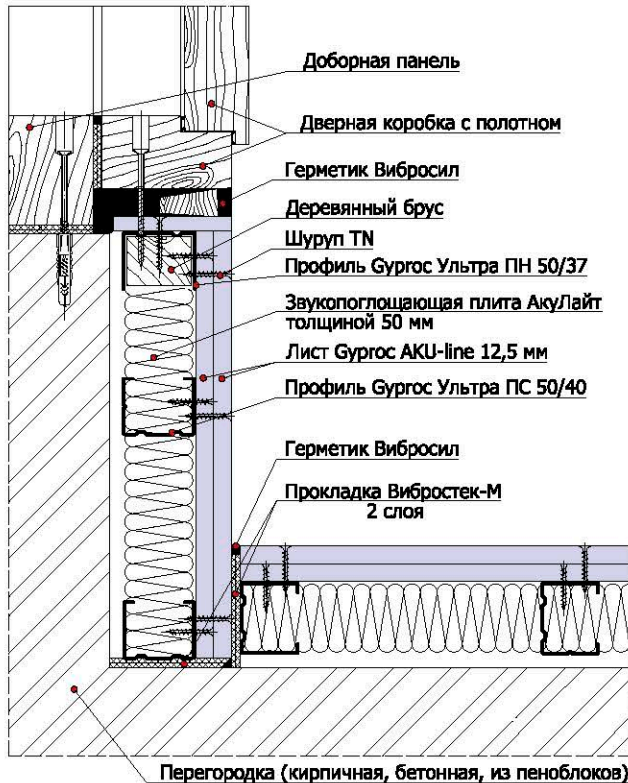 Доборная панель
Дверная коробка с полотном
Герметик Вибросил
Деревянный брус
Шуруп TN
Профиль Gyproc Ультра ПН 50/37
Звукопоглощающая плита АкуЛайт
толщиной 50 мм
Лист Gyproc AKU-line 12,5 мм
Профиль Gyproc Ультра ПС 50/40
Герметик Вибросил
Прокладка Вибростек-М
2 слоя
Перегородка (кирпичная, бетонная, из пеноблоков)